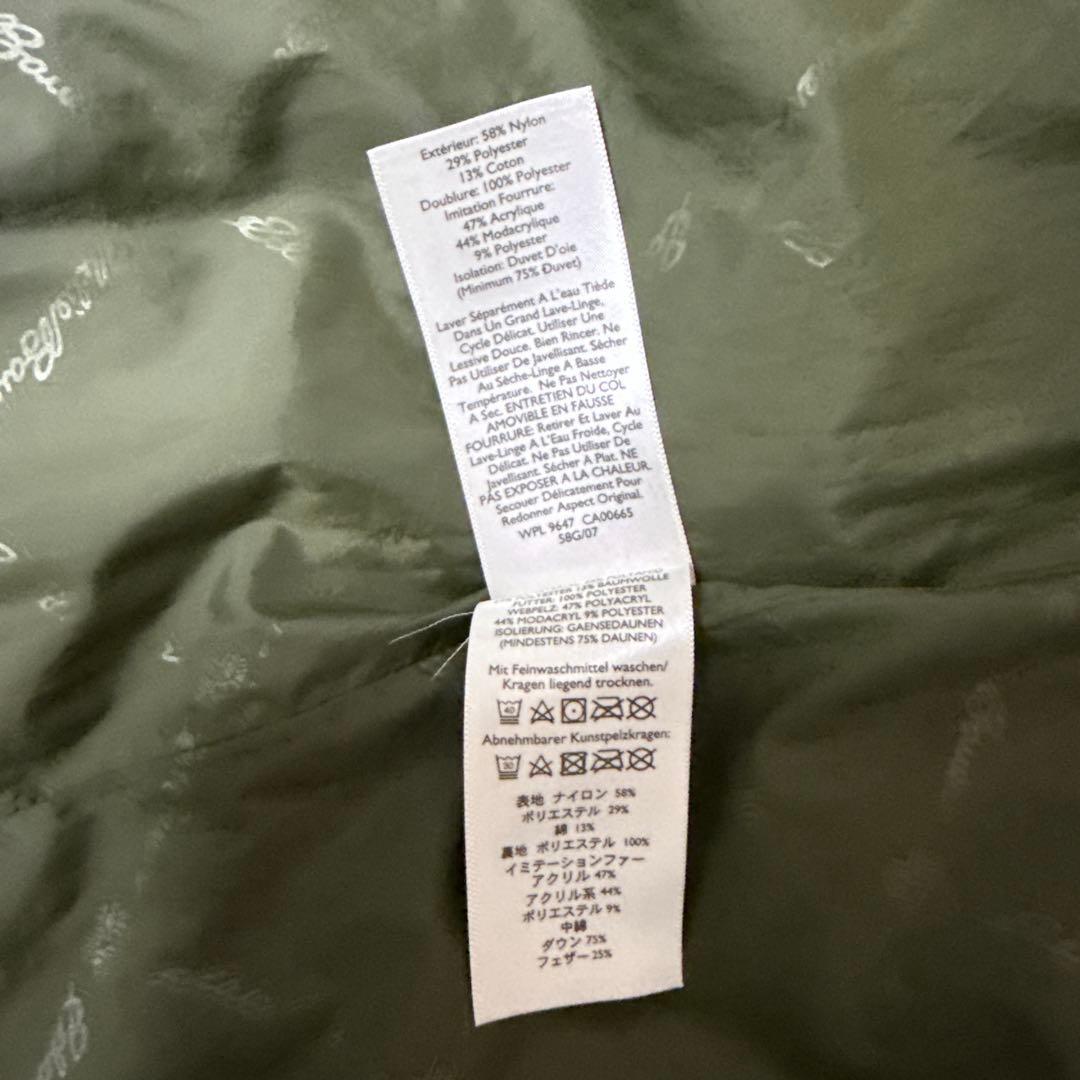 Extérieur: 58% Nylon
29% Polyester
13% Coton
Doublure: 100% Polyester
Imitation Fourrure:
47% Acrylique
44% Modacrylique
9% Polyester
Isolation: Duvet D'oie
(Minimum 75% Duvet)
Laver Séparément A L'eau Tiède
Dans Un Grand Lave-Linge,
Cycle Délicat. Utiliser Une
Lessive Douce. Bien Rincer. Ne
Pas Utiliser De Javellisant. Sécher
Au Sèche-Linge A Basse
Température. Ne Pas Nettoyer
A Sec. ENTRETIEN DU COL
AMOVIBLE EN FAUSSE
FOURRURE: Retirer Et Laver Au
Lave-Linge A L'Eau Froide, Cycle
Délicat. Ne Pas Utiliser De
Javellisant. Sécher A Plat. NE
PAS EXPOSER A LA CHALEUR.
Secouer Délicatement Pour
Redonner Aspect Original.
WPL 9647 CA00665
58G/07
POLYESTER 13% BAUMWOLLE
FUTTER: 100% POLYESTER
WEBPELZ: 47% POLYACRYL
44% MODACRYL 9% POLYESTER
ISOLIERUNG: GAENSEDAUNEN
(MINDESTENS 75% DAUNEN)
Mit Feinwaschmittel waschen/
Kragen liegend trocknen.
40
Abnehmbarer Kunstpelzkragen:
30
表地 ナイロン 58%
ポリエステル 29%
綿 13%
裏地 ポリエステル 100%
イミテーションファー
アクリル 47%
アクリル系 44%
ポリエステル 9%
中綿
ダウン 75%
フェザー 25%